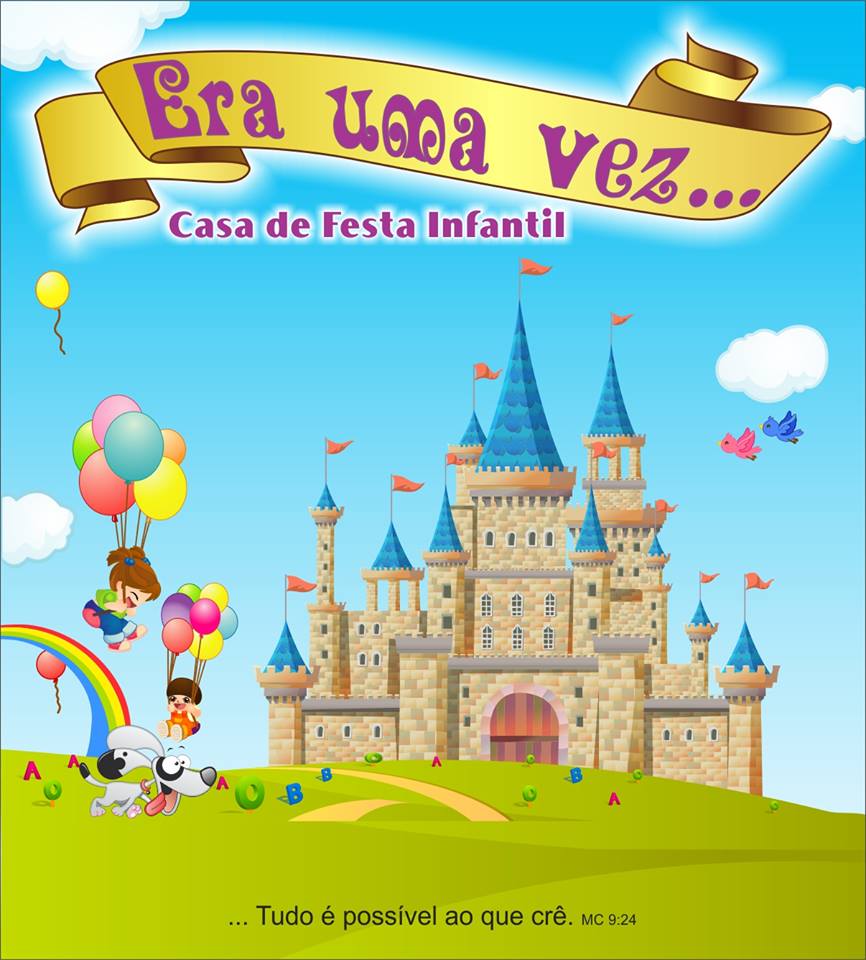 Era uma vez...
Casa de Festa Infantil
A A O A O B B O A O O B O A O
... Tudo é possível ao que crê. MC 9:24